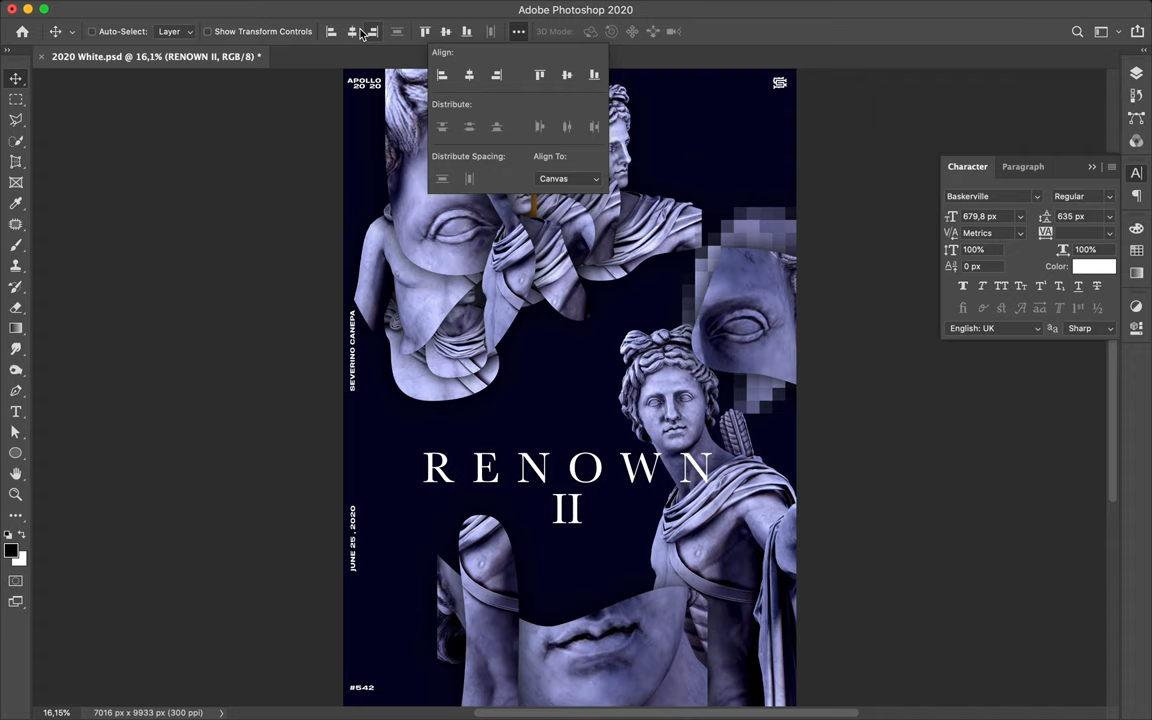 Adobe Photoshop 2020
Auto-Select: Layer Show Transform Controls 3D Mode:
2020 White.psd @ 16,1% (RENOWN II, RGB/8) *
Align:
Distribute:
Distribute Spacing: Align To:
Canvas
APOLLO
20 20
SEVERINO CANEPA
JUNE 25 , 2020
RENOWN
II
#542
Character Paragraph
Baskerville Regular
679,8 px 635 px
Metrics
100% 100%
0 px Color:
English: UK Sharp
16,15% 7016 px x 9933 px (300 ppi)